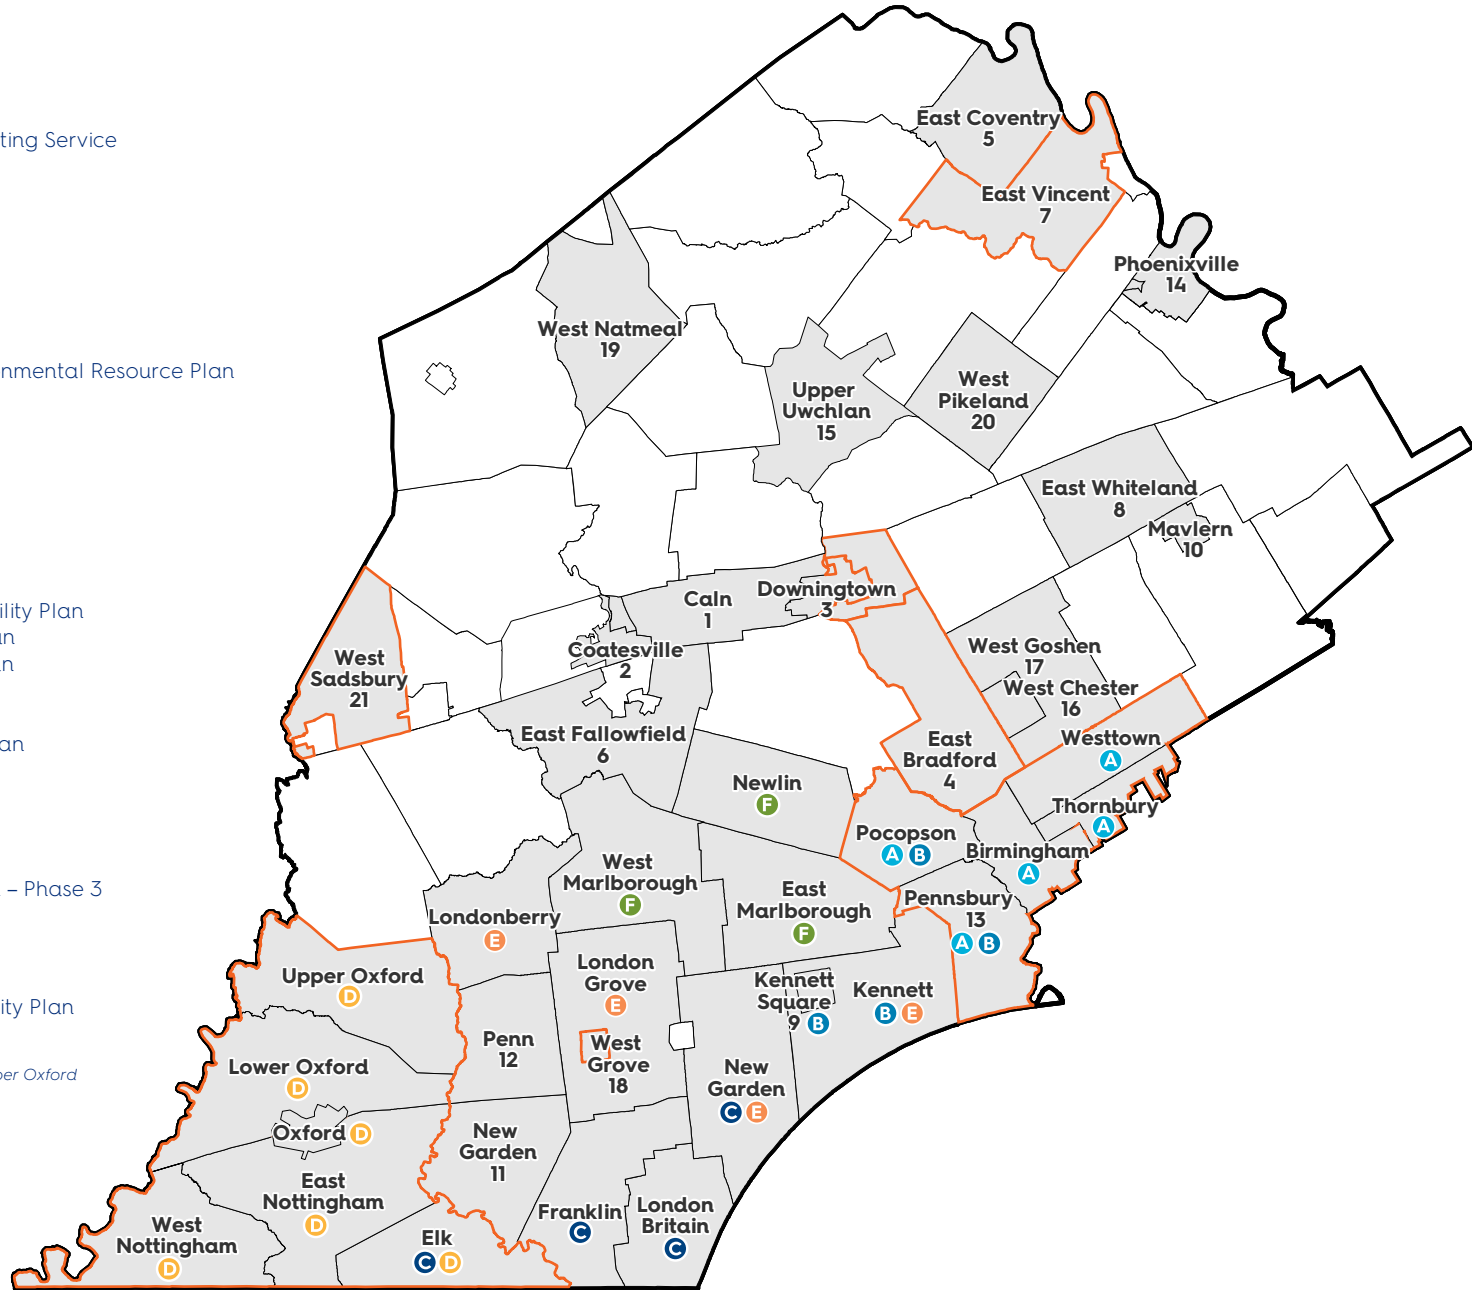 ting Service
nmental Resource Plan
ility Plan
an
n
an
– Phase 3
ity Plan
per Oxford
East Coventry
5
East Vincent
7
Phoenixville
14
West Natmeal
19
Upper
Uwchlan
15
West
Pikeland
20
East Whiteland
8
Mavlern
10
Downingtown
3
Caln
1
Coatesville
2
West
Sadsbury
21
West Goshen
17
West Chester
16
East Fallowfield
6
East
Bradford
4
Westtown
A
Newlin
F
Thornbury
A
Pocopson
A B
Birmingham
A
West
Marlborough
F
East
Marlborough
F
Pennsbury
13
A B
Londonberry
E
Upper Oxford
D
London
Grove
E
Kennett
Square
9 B
Kennett
B E
Penn
12
West
Grove
18
Lower Oxford
D
New
Garden
C E
Oxford D
New
Garden
11
East
Nottingham
D
Franklin
C
London
Britain
C
West
Nottingham
D
Elk
C D